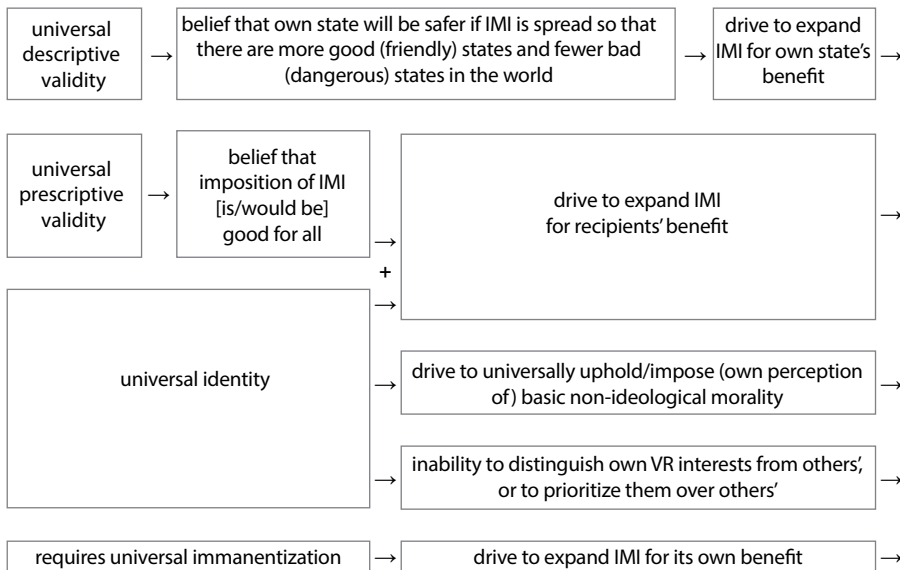 universal
descriptive
validity
→
belief that own state will be safer if IMI is spread so that
there are more good (friendly) states and fewer bad
(dangerous) states in the world
→
drive to expand
IMI for own state's
benefit
→
universal
prescriptive
validity
→
belief that
imposition of IMI
[is/would be]
good for all
→
+
→
drive to expand IMI
for recipients' benefit
→
universal identity
→
drive to universally uphold/impose (own perception
of) basic non-ideological morality
→
→
inability to distinguish own VR interests from others',
or to prioritize them over others'
→
requires universal immanentization
→
drive to expand IMI for its own benefit
→